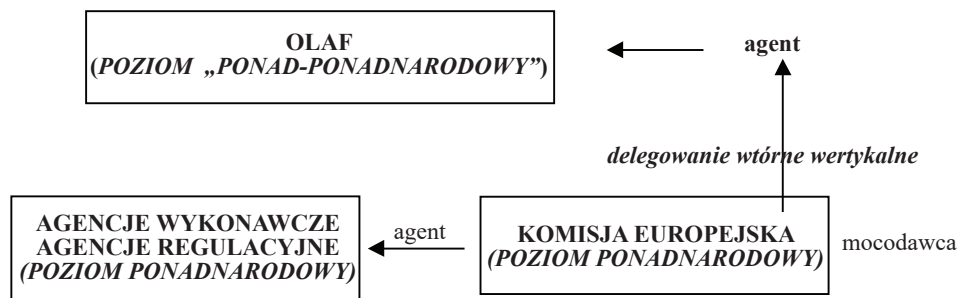 OLAF
(POZIOM „PONAD-PONADNARODOWY”)
agent
delegowanie wtórne wertykalne
AGENCJE WYKONAWCZE
AGENCJE REGULACYJNE
(POZIOM PONADNARODOWY)
agent
KOMISJA EUROPEJSKA
(POZIOM PONADNARODOWY)
mocodawca